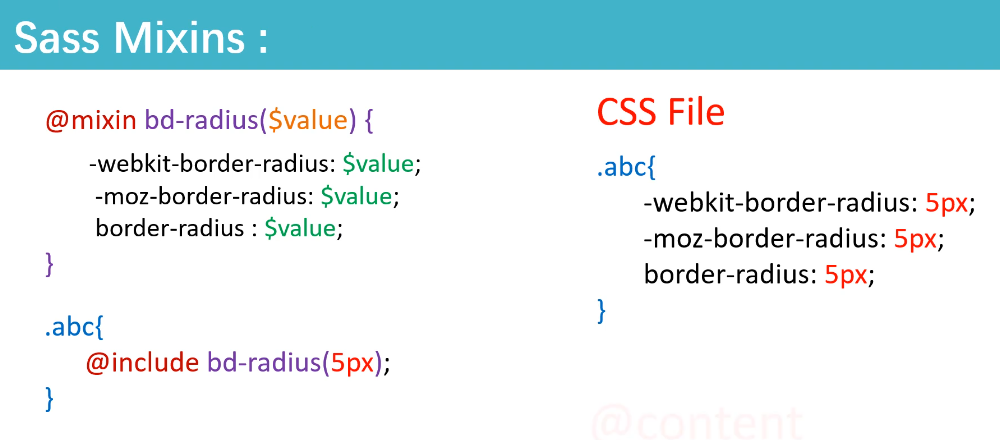 Sass Mixins :
@mixin bd-radius($value) {
-webkit-border-radius: $value;
-moz-border-radius: $value;
border-radius : $value;
}
.abc{
@include bd-radius(5px);
}
CSS File
.abc{
-webkit-border-radius: 5px;
-moz-border-radius: 5px;
border-radius: 5px;
}
@content